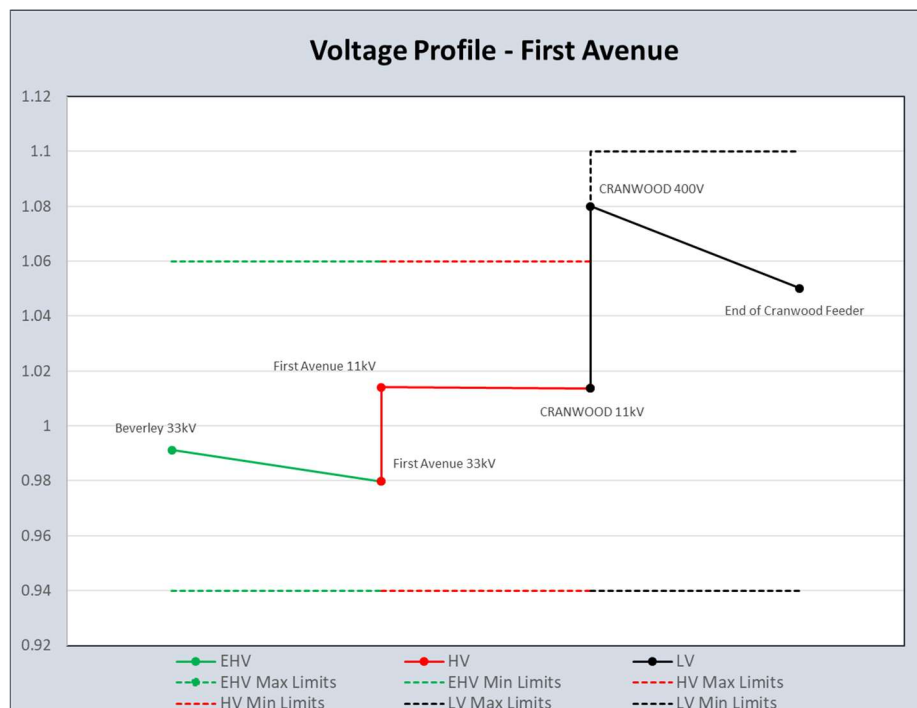 Voltage Profile - First Avenue
1.12
1.1
1.08
1.06
1.04
1.02
1
0.98
0.96
0.94
0.92
CRANWOOD 400V
End of Cranwood Feeder
First Avenue 11kV
CRANWOOD 11kV
Beverley 33kV
First Avenue 33kV
EHV HV LV
EHV Max Limits EHV Min Limits HV Max Limits
HV Min Limits LV Max Limits LV Min Limits